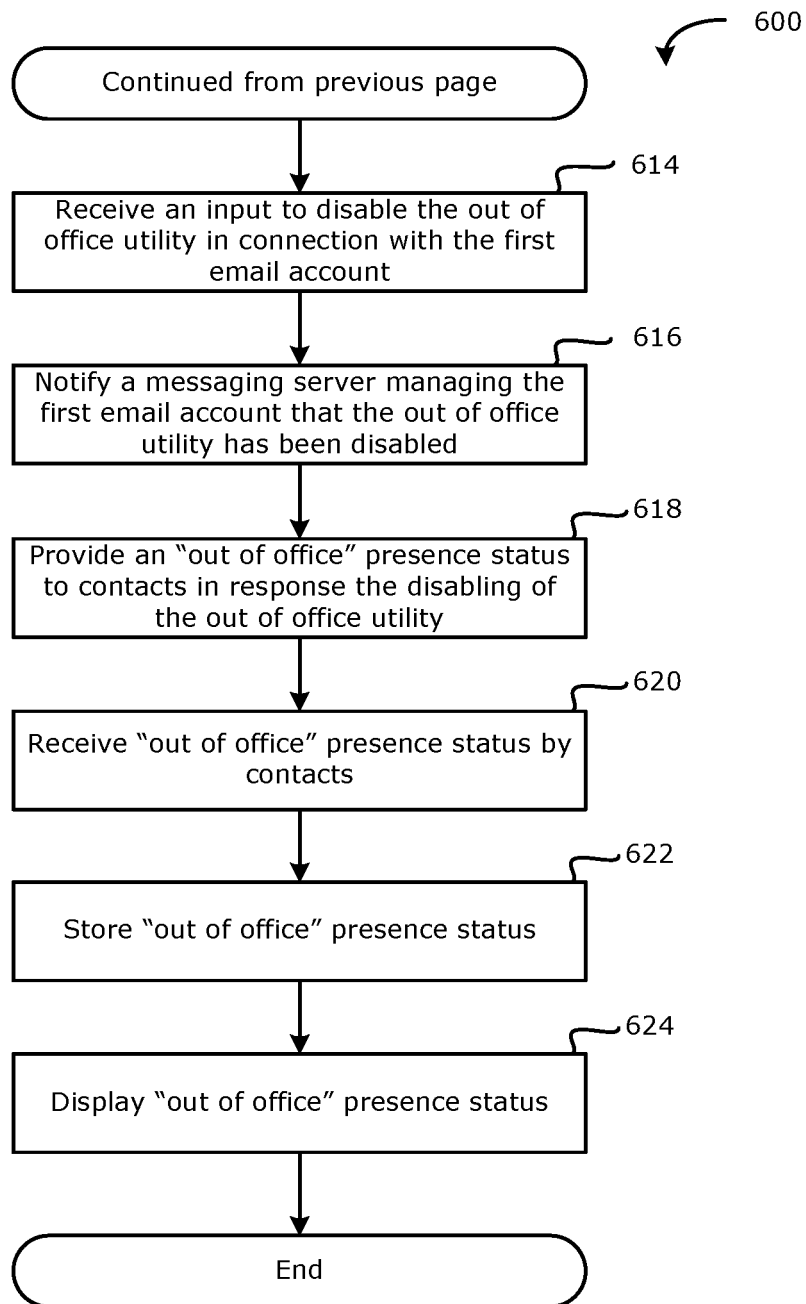 600
Continued from previous page
614
Receive an input to disable the out of
office utility in connection with the first
email account
616
Notify a messaging server managing the
first email account that the out of office
utility has been disabled
618
Provide an “out of office” presence status
to contacts in response the disabling of
the out of office utility
620
Receive “out of office” presence status by
contacts
622
Store “out of office” presence status
624
Display “out of office” presence status
End